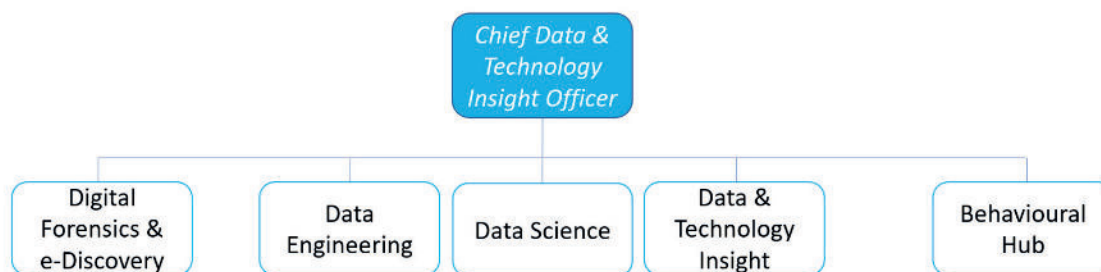 Chief Data &
Technology
Insight Officer
Digital
Forensics &
e-Discovery
Data
Engineering
Data Science
Data &
Technology
Insight
Behavioural
Hub